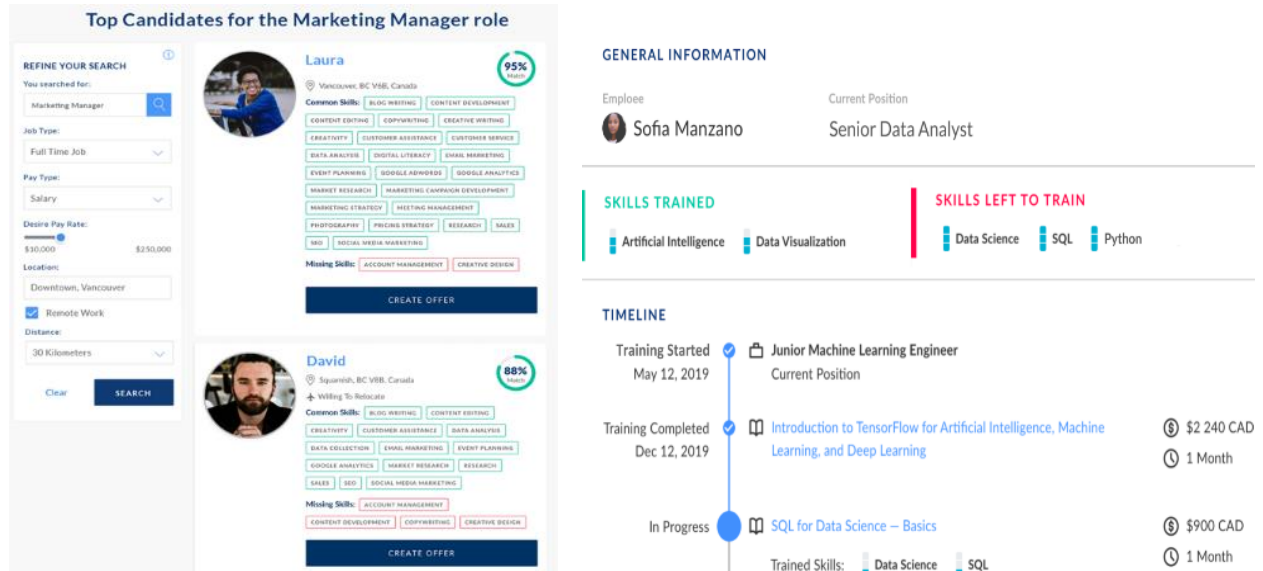 Top Candidates for the Marketing Manager role
REFINE YOUR SEARCH
You searched for:
Marketing Manager
Job Type:
Full Time Job
Pay Type:
Salary
Desire Pay Rate:
$30,000 $250,000
Location:
Downtown, Vancouver
Remote Work
Distance:
30 Kilometers
Clear SEARCH
Laura
95%
Match
Vancouver, BC V6B, Canada
Common Skills: BLOG WRITING CONTENT DEVELOPMENT
CONTENT EDITING COPYWRITING CREATIVE WRITING
CREATIVITY CUSTOMER ASSISTANCE CUSTOMER SERVICE
DATA ANALYSIS DIGITAL LITERACY EMAIL MARKETING
EVENT PLANNING GOOGLE ADWORDS GOOGLE ANALYTICS
MARKET RESEARCH MARKETING CAMPAIGN DEVELOPMENT
MARKETING STRATEGY MEETING MANAGEMENT
PHOTOGRAPHY PRICING STRATEGY RESEARCH SALES
SEO SOCIAL MEDIA MARKETING
Missing Skills: ACCOUNT MANAGEMENT CREATIVE DESIGN
CREATE OFFER
David
88%
Match
Squamish, BC V8B, Canada
Willing To Relocate
Common Skills: BLOG WRITING CONTENT EDITING
CREATIVITY CUSTOMER ASSISTANCE DATA ANALYSIS
DATA COLLECTION EMAIL MARKETING EVENT PLANNING
GOOGLE ANALYTICS MARKET RESEARCH RESEARCH
SALES SEO SOCIAL MEDIA MARKETING
Missing Skills: ACCOUNT MANAGEMENT
CONTENT DEVELOPMENT COPYWRITING CREATIVE DESIGN
CREATE OFFER
GENERAL INFORMATION
Emploee Current Position
Sofia Manzano Senior Data Analyst
SKILLS TRAINED
Artificial Intelligence Data Visualization
SKILLS LEFT TO TRAIN
Data Science SQL Python
TIMELINE
Training Started Junior Machine Learning Engineer
May 12, 2019 Current Position
Training Completed Introduction to TensorFlow for Artificial Intelligence, Machine $2 240 CAD
Dec 12, 2019 Learning, and Deep Learning 1 Month
In Progress SQL for Data Science – Basics $900 CAD
1 Month
Trained Skills: Data Science SQL